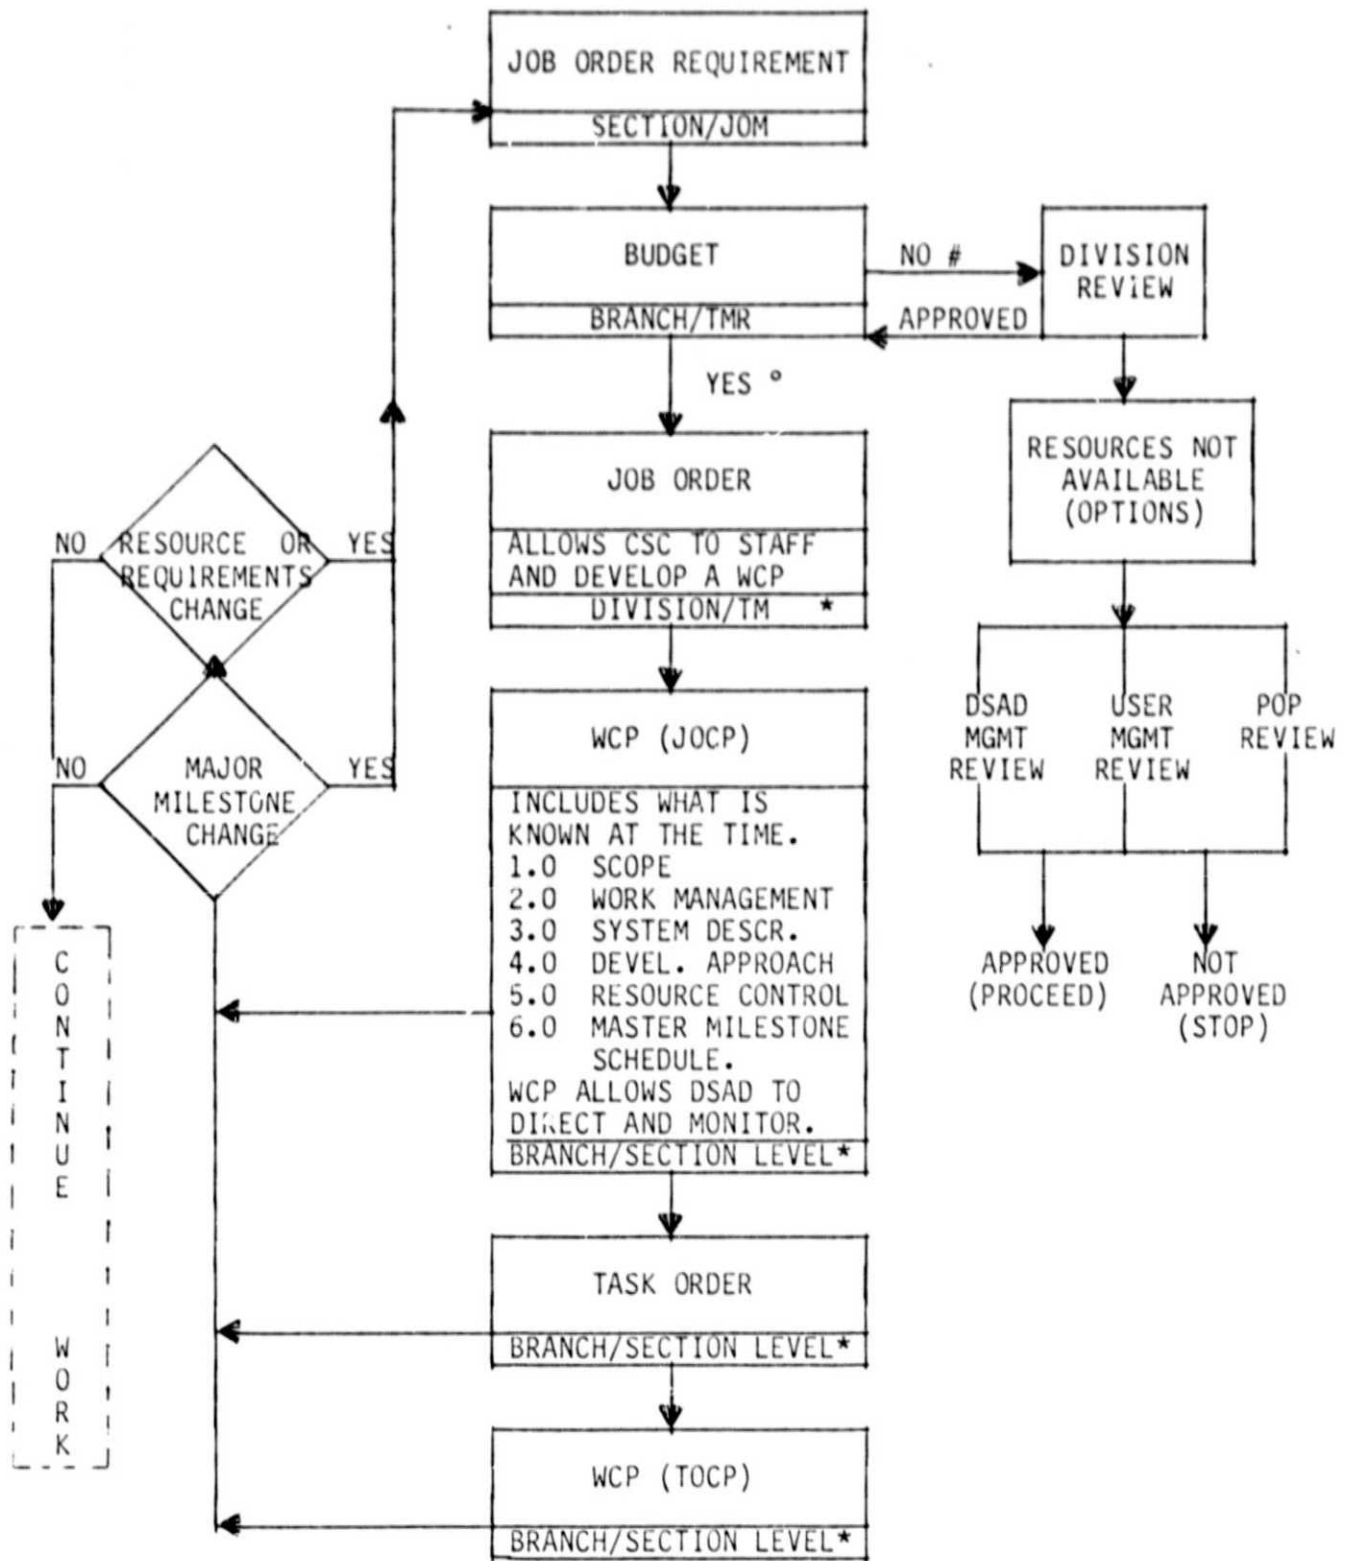 JOB ORDER REQUIREMENT
SECTION/JOM
BUDGET
BRANCH/TMR
NO #
APPROVED
DIVISION
REVIEW
YES °
JOB ORDER
ALLOWS CSC TO STAFF
AND DEVELOP A WCP
DIVISION/TM *
RESOURCES NOT
AVAILABLE
(OPTIONS)
NO
RESOURCE OR
REQUIREMENTS
CHANGE
YES
NO
MAJOR
MILESTONE
CHANGE
YES
WCP (JOCP)
INCLUDES WHAT IS
KNOWN AT THE TIME.
1.0 SCOPE
2.0 WORK MANAGEMENT
3.0 SYSTEM DESCR.
4.0 DEVEL. APPROACH
5.0 RESOURCE CONTROL
6.0 MASTER MILESTONE
SCHEDULE.
WCP ALLOWS DSAD TO
DIRECT AND MONITOR.
BRANCH/SECTION LEVEL*
DSAD
MGMT
REVIEW
USER
MGMT
REVIEW
POP
REVIEW
APPROVED
(PROCEED)
NOT
APPROVED
(STOP)
CONTINUE
WORK
TASK ORDER
BRANCH/SECTION LEVEL*
WCP (TOCP)
BRANCH/SECTION LEVEL*